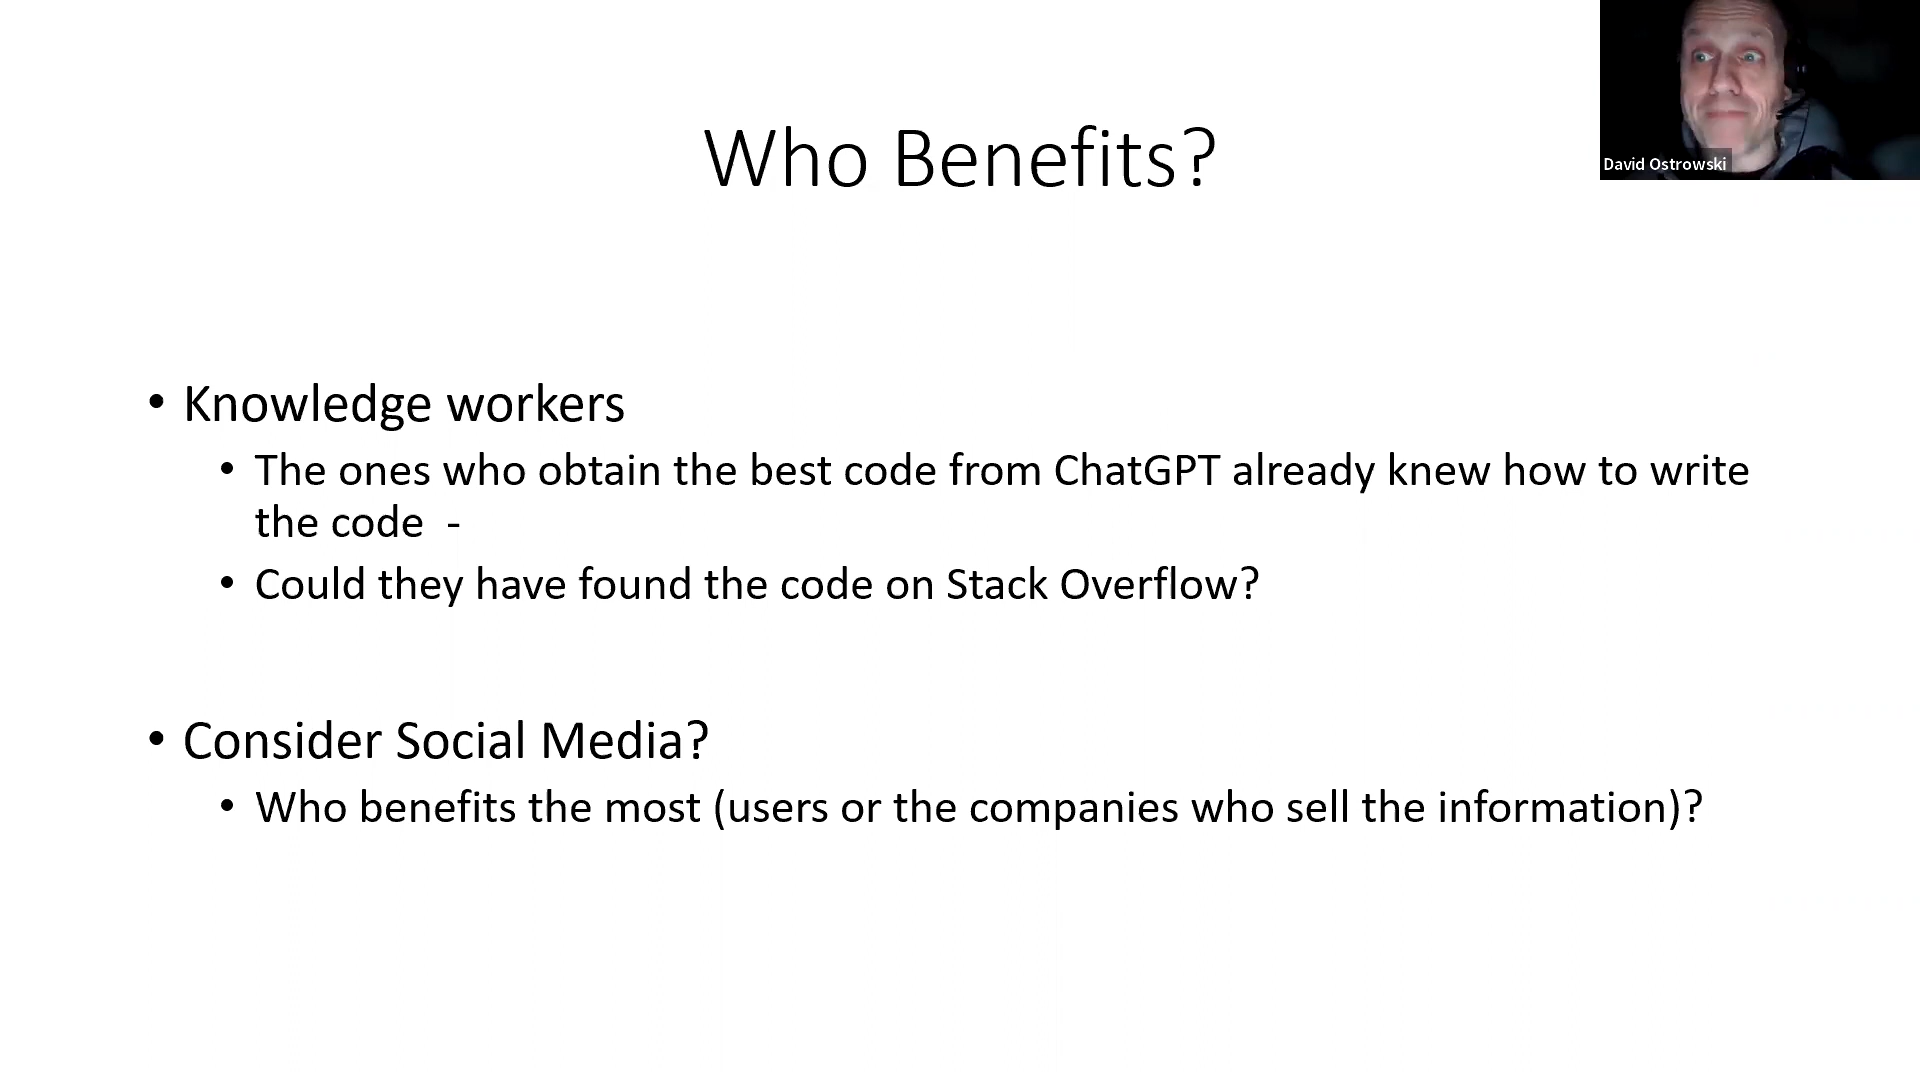 Who Benefits?
David Ostrowski
• Knowledge workers
• The ones who obtain the best code from ChatGPT already knew how to write
the code -
• Could they have found the code on Stack Overflow?
• Consider Social Media?
• Who benefits the most (users or the companies who sell the information)?